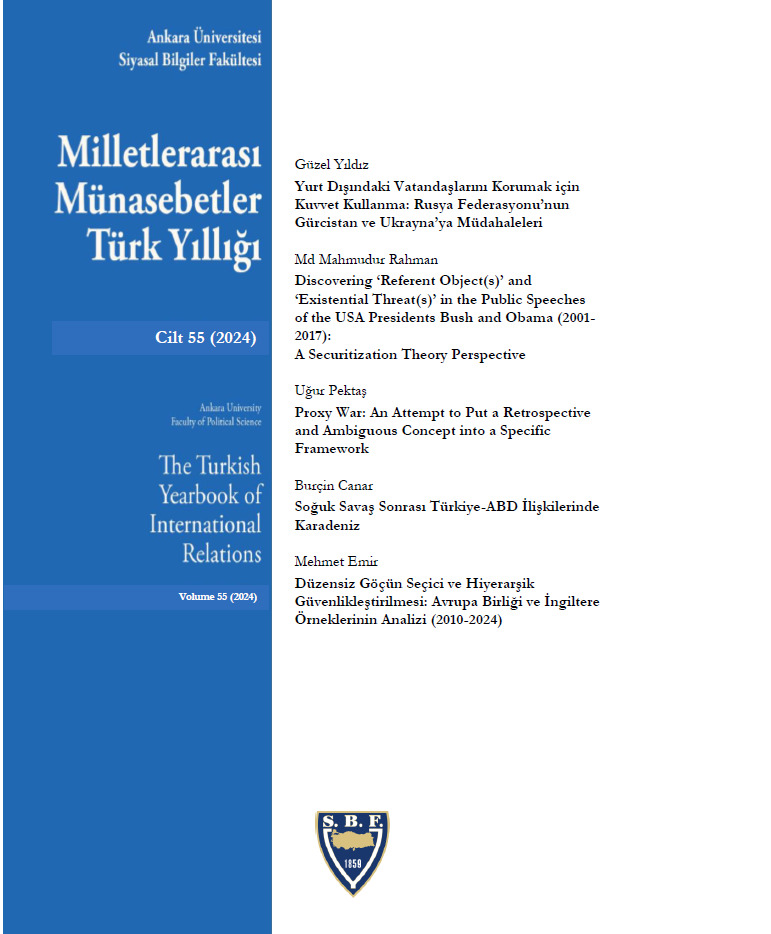 Ankara Üniversitesi
Siyasal Bilgiler Fakültesi
Milletlerarası
Münasebetler
Türk Yıllığı
Cilt 55 (2024)
Ankara University
Faculty of Political Science
The Turkish
Yearbook of
International
Relations
Volume 55 (2024)
Güzel Yıldız
Yurt Dışındaki Vatandaşlarını Korumak için
Kuvvet Kullanma: Rusya Federasyonu’nun
Gürcistan ve Ukrayna’ya Müdahaleleri
Md Mahmudur Rahman
Discovering ‘Referent Object(s)’ and
‘Existential Threat(s)’ in the Public Speeches
of the USA Presidents Bush and Obama (2001-
2017):
A Securitization Theory Perspective
Uğur Pektaş
Proxy War: An Attempt to Put a Retrospective
and Ambiguous Concept into a Specific
Framework
Burçin Canar
Soğuk Savaş Sonrası Türkiye-ABD İlişkilerinde
Karadeniz
Mehmet Emir
Düzensiz Göçün Seçici ve Hiyerarşik
Güvenlikleştirilmesi: Avrupa Birliği ve İngiltere
Örneklerinin Analizi (2010-2024)
S. B. F.
1859